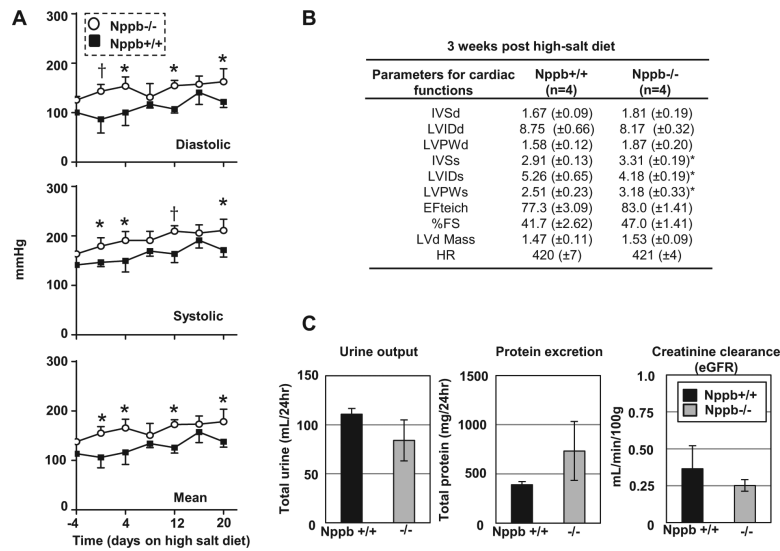 A
Nppb-/-
Nppb+/+
300
200
100
0
† * * *
Diastolic
300
200
100
0
* * † *
Systolic
mmHg
300
200
100
0
* * * *
Mean
-4 4 12 20
Time (days on high salt diet)
B
3 weeks post high-salt diet
Parameters for cardiac functions Nppb+/+ (n=4) Nppb-/- (n=4)
IVSd 1.67 (±0.09) 1.81 (±0.19)
LVIDd 8.75 (±0.66) 8.17 (±0.32)
LVPWd 1.58 (±0.12) 1.87 (±0.20)
IVSs 2.91 (±0.13) 3.31 (±0.19)*
LVIDs 5.26 (±0.65) 4.18 (±0.19)*
LVPWs 2.51 (±0.23) 3.18 (±0.33)*
EFteich 77.3 (±3.09) 83.0 (±1.41)
%FS 41.7 (±2.62) 47.0 (±1.41)
LVd Mass 1.47 (±0.11) 1.53 (±0.09)
HR 420 (±7) 421 (±4)
C
Urine output
Total urine (mL/24hr)
150
100
50
0
Nppb +/+ -/-
Protein excretion
Total protein (mg/24hr)
1500
1000
500
0
Nppb +/+ -/-
Creatinine clearance
(eGFR)
mL/min/100g
1.0
0.75
0.50
0.25
0
Nppb+/+
Nppb-/-
Nppb +/+ -/-